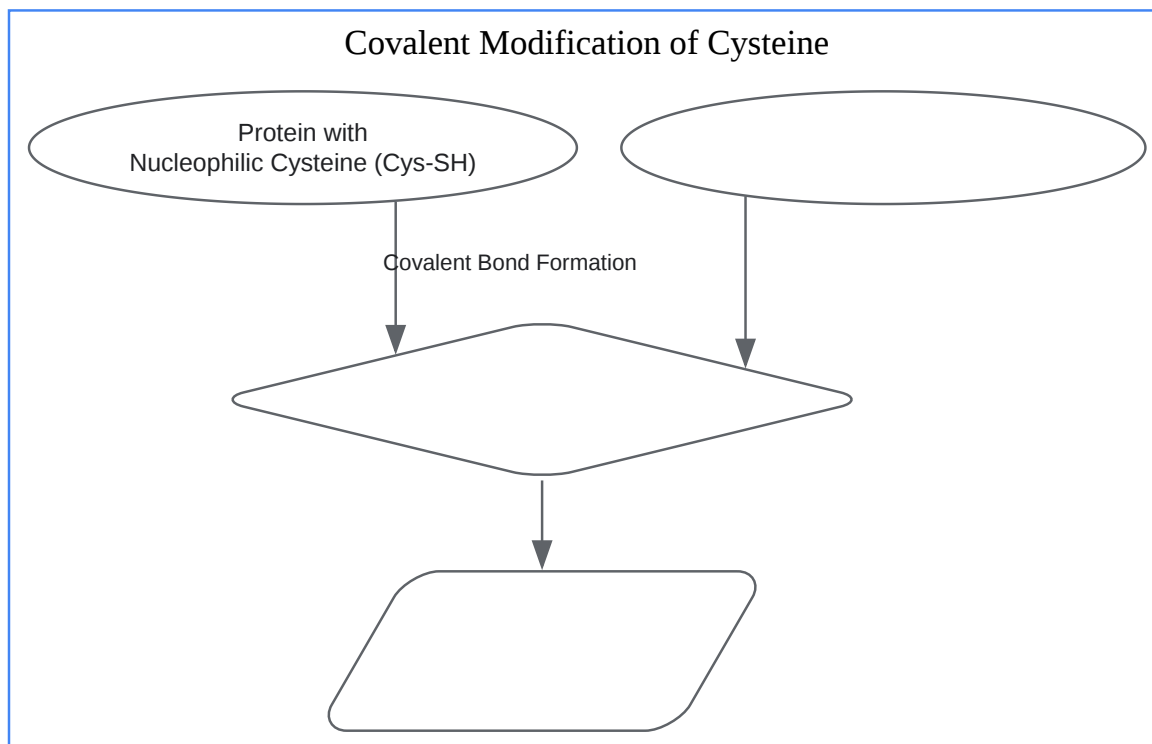 Covalent Modification of Cysteine
Protein with
Nucleophilic Cysteine (Cys-SH)
Covalent Bond Formation